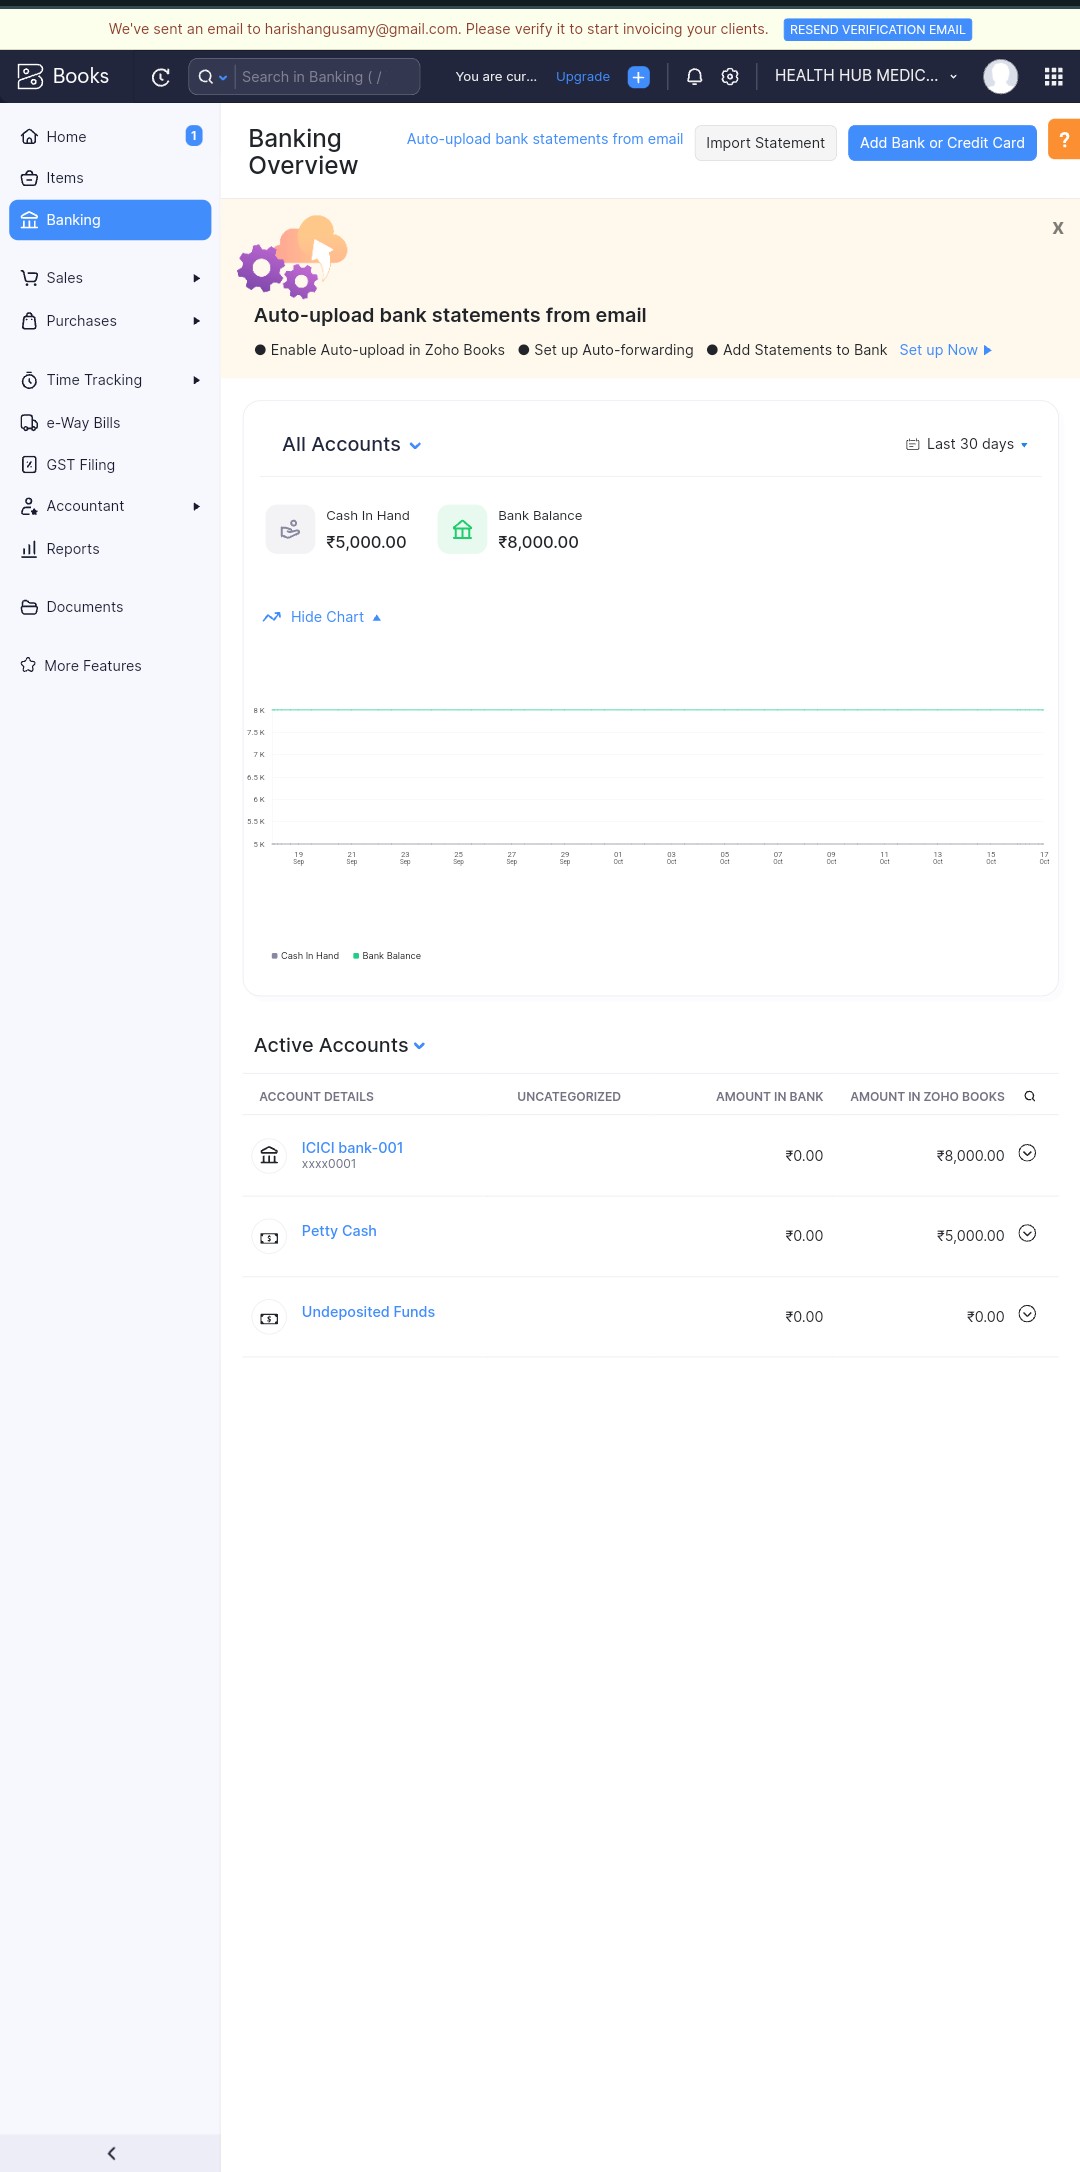 We've sent an email to harishangusamy@gmail.com. Please verify it to start invoicing your clients. RESEND VERIFICATION EMAIL
Books Search in Banking ( / You are cur... Upgrade HEALTH HUB MEDIC...
Home 1
Items
Banking
Sales
Purchases
Time Tracking
e-Way Bills
GST Filing
Accountant
Reports
Documents
More Features
Banking
Overview
Auto-upload bank statements from email Import Statement Add Bank or Credit Card ?
X
Auto-upload bank statements from email
● Enable Auto-upload in Zoho Books ● Set up Auto-forwarding ● Add Statements to Bank Set up Now
All Accounts Last 30 days
Cash In Hand Bank Balance
₹5,000.00 ₹8,000.00
Hide Chart
8 K
7.5 K
7 K
6.5 K
6 K
5.5 K
5 K
19 21 23 25 27 29 01 03 05 07 09 11 13 15 17
Sep Sep Sep Sep Sep Sep Oct Oct Oct Oct Oct Oct Oct Oct Oct
Cash In Hand Bank Balance
Active Accounts
ACCOUNT DETAILS UNCATEGORIZED AMOUNT IN BANK AMOUNT IN ZOHO BOOKS
ICICI bank-001 ₹0.00 ₹8,000.00
xxxx0001
Petty Cash ₹0.00 ₹5,000.00
Undeposited Funds ₹0.00 ₹0.00